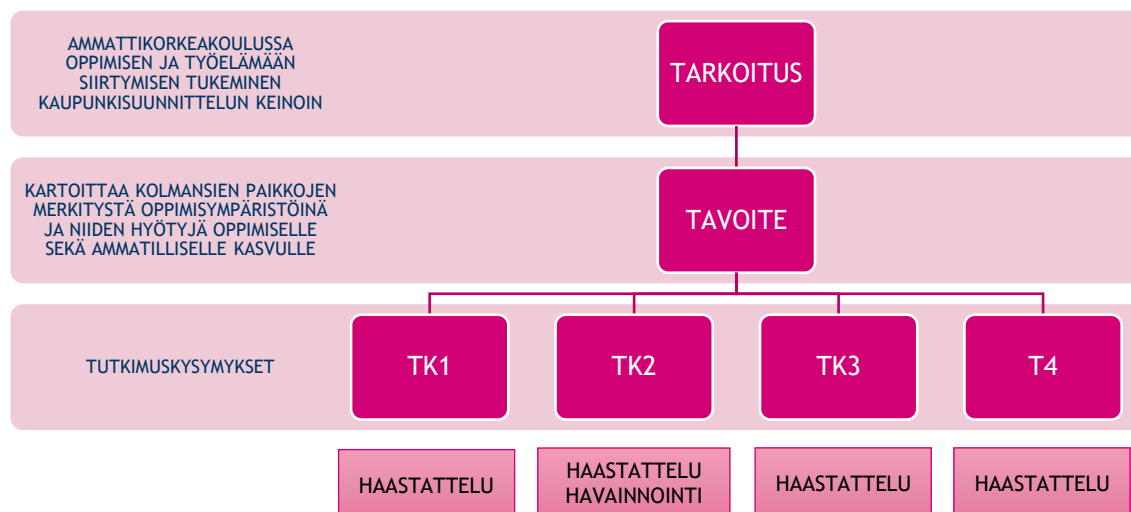 AMMATTIKORKEAKOULUSSA
OPPIMISEN JA TYÖELÄMÄÄN
SIIRTYMISEN TUKEMINEN
KAUPUNKISUUNNITTELUN KEINOIN
TARKOITUS
KARTOITTAA KOLMANSIEN PAIKKOJEN
MERKITYSTÄ OPPIMISYMPÄRISTÖINÄ
JA NIIDEN HYÖTYJÄ OPPIMISELLE
SEKÄ AMMATILLISELLE KASVULLE
TAVOITE
TUTKIMUSKYSYMYKSET
TK1
TK2
TK3
T4
HAASTATTELU
HAASTATTELU
HAVAINNOINTI
HAASTATTELU
HAASTATTELU